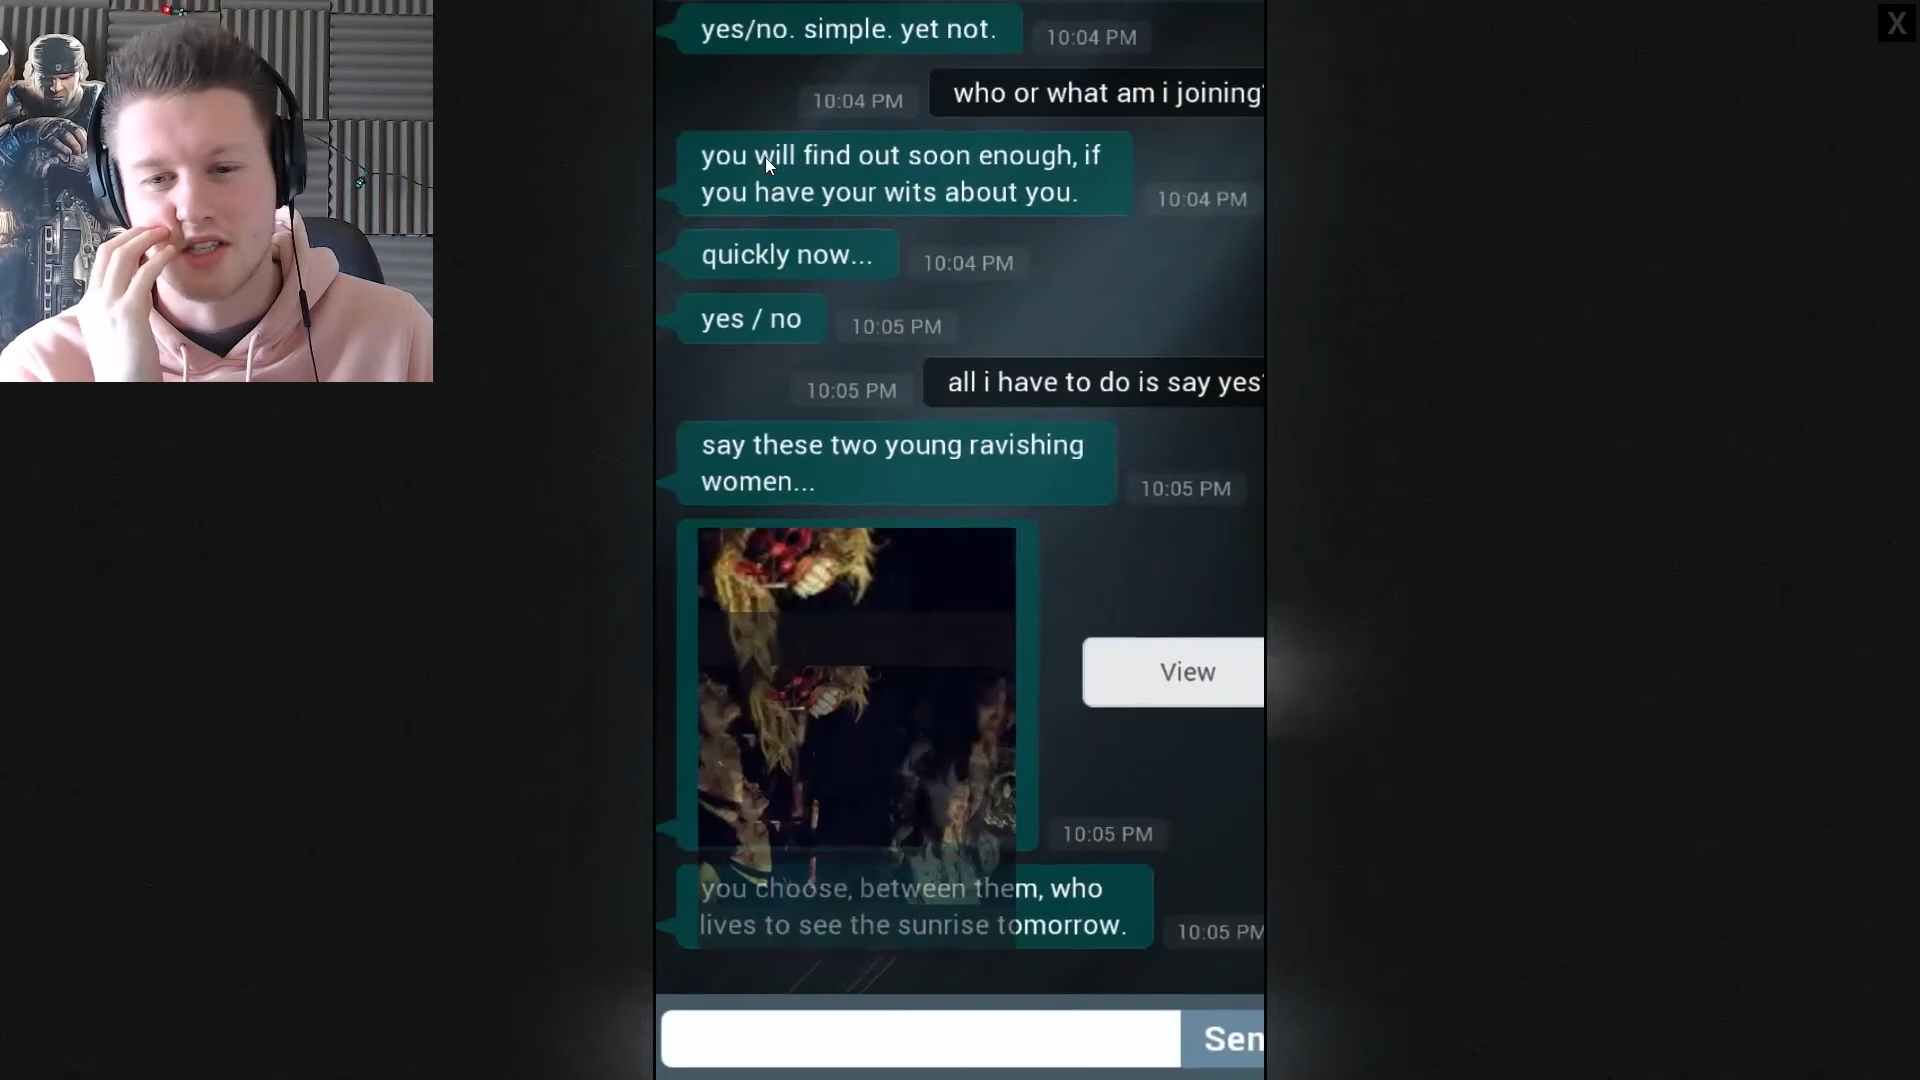 yes/no. simple. yet not.
10:04 PM
who or what am i joining?
10:04 PM
you will find out soon enough, if
you have your wits about you.
10:04 PM
quickly now...
10:04 PM
yes / no
10:05 PM
all i have to do is say yes?
10:05 PM
say these two young ravishing
women...
10:05 PM
View
10:05 PM
you choose, between them, who
lives to see the sunrise tomorrow.
10:05 PM
Sen
X